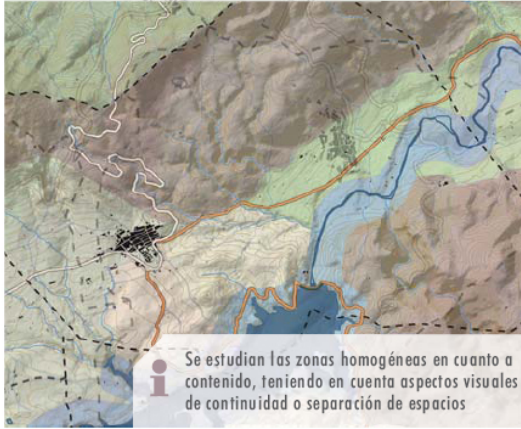 Se estudian las zonas homogéneas en cuanto a
contenido, teniendo en cuenta aspectos visuales
de continuidad o separación de espacios